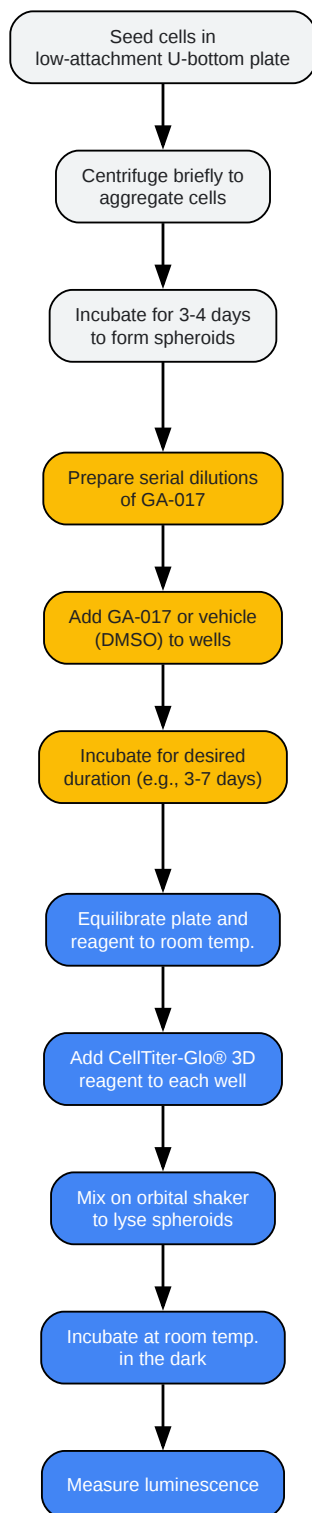 Seed cells in
low-attachment U-bottom plate
Centrifuge briefly to
aggregate cells
Incubate for 3-4 days
to form spheroids
Prepare serial dilutions
of GA-017
Add GA-017 or vehicle
(DMSO) to wells
Incubate for desired
duration (e.g., 3-7 days)
Equilibrate plate and
reagent to room temp.
Add CellTiter-Glo® 3D
reagent to each well
Mix on orbital shaker
to lyse spheroids
Incubate at room temp.
in the dark
Measure luminescence